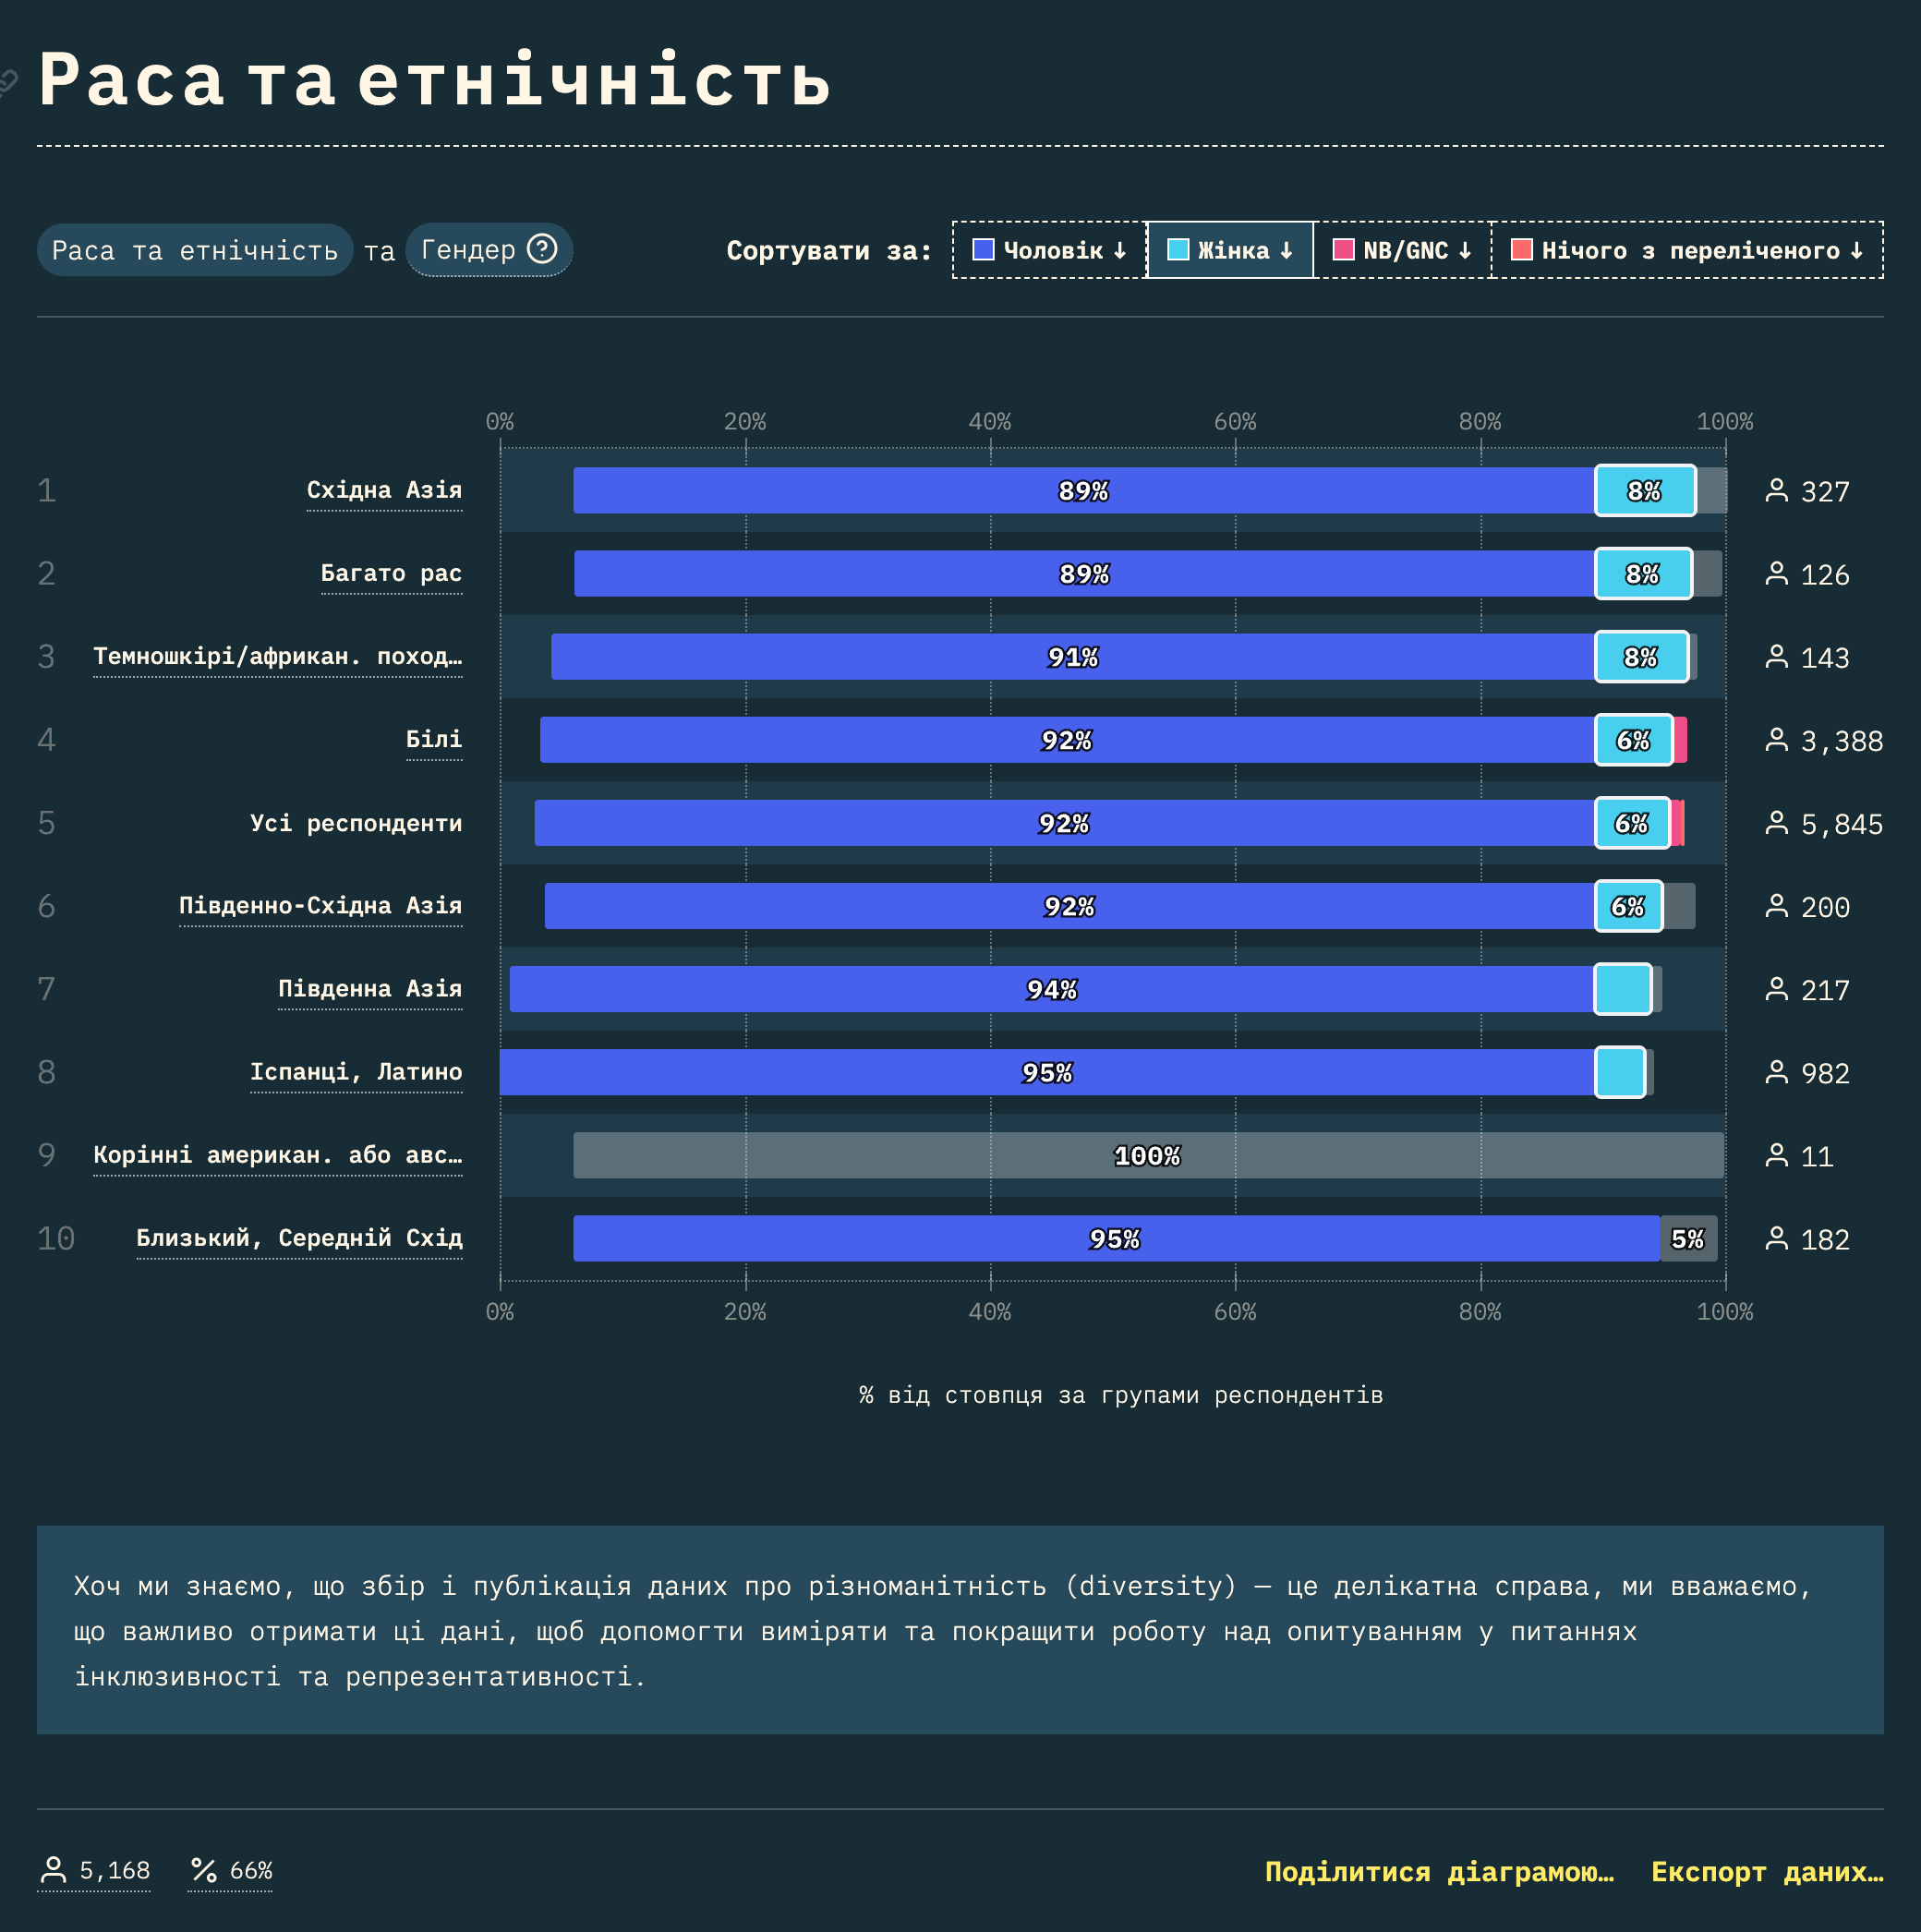 Раса та етнічність
Раса та етнічність та Гендер
Сортувати за: Чоловік ↓ Жінка ↓ NB/GNC ↓ Нічого з переліченого ↓
0% 20% 40% 60% 80% 100%
1 Східна Азія 89% 8% 327
2 Багато рас 89% 8% 126
3 Темношкірі/африкан. поход… 91% 8% 143
4 Білі 92% 6% 3,388
5 Усі респонденти 92% 6% 5,845
6 Південно-Східна Азія 92% 6% 200
7 Південна Азія 94% 217
8 Іспанці, Латино 95% 982
9 Корінні американ. або авс… 100% 11
10 Близький, Середній Схід 95% 5% 182
0% 20% 40% 60% 80% 100%
% від стовпця за групами респондентів
Хоч ми знаємо, що збір і публікація даних про різноманітність (diversity) — це делікатна справа, ми вважаємо,
що важливо отримати ці дані, щоб допомогти виміряти та покращити роботу над опитуванням у питаннях
інклюзивності та репрезентативності.
5,168 66% Поділитися діаграмою… Експорт даних…